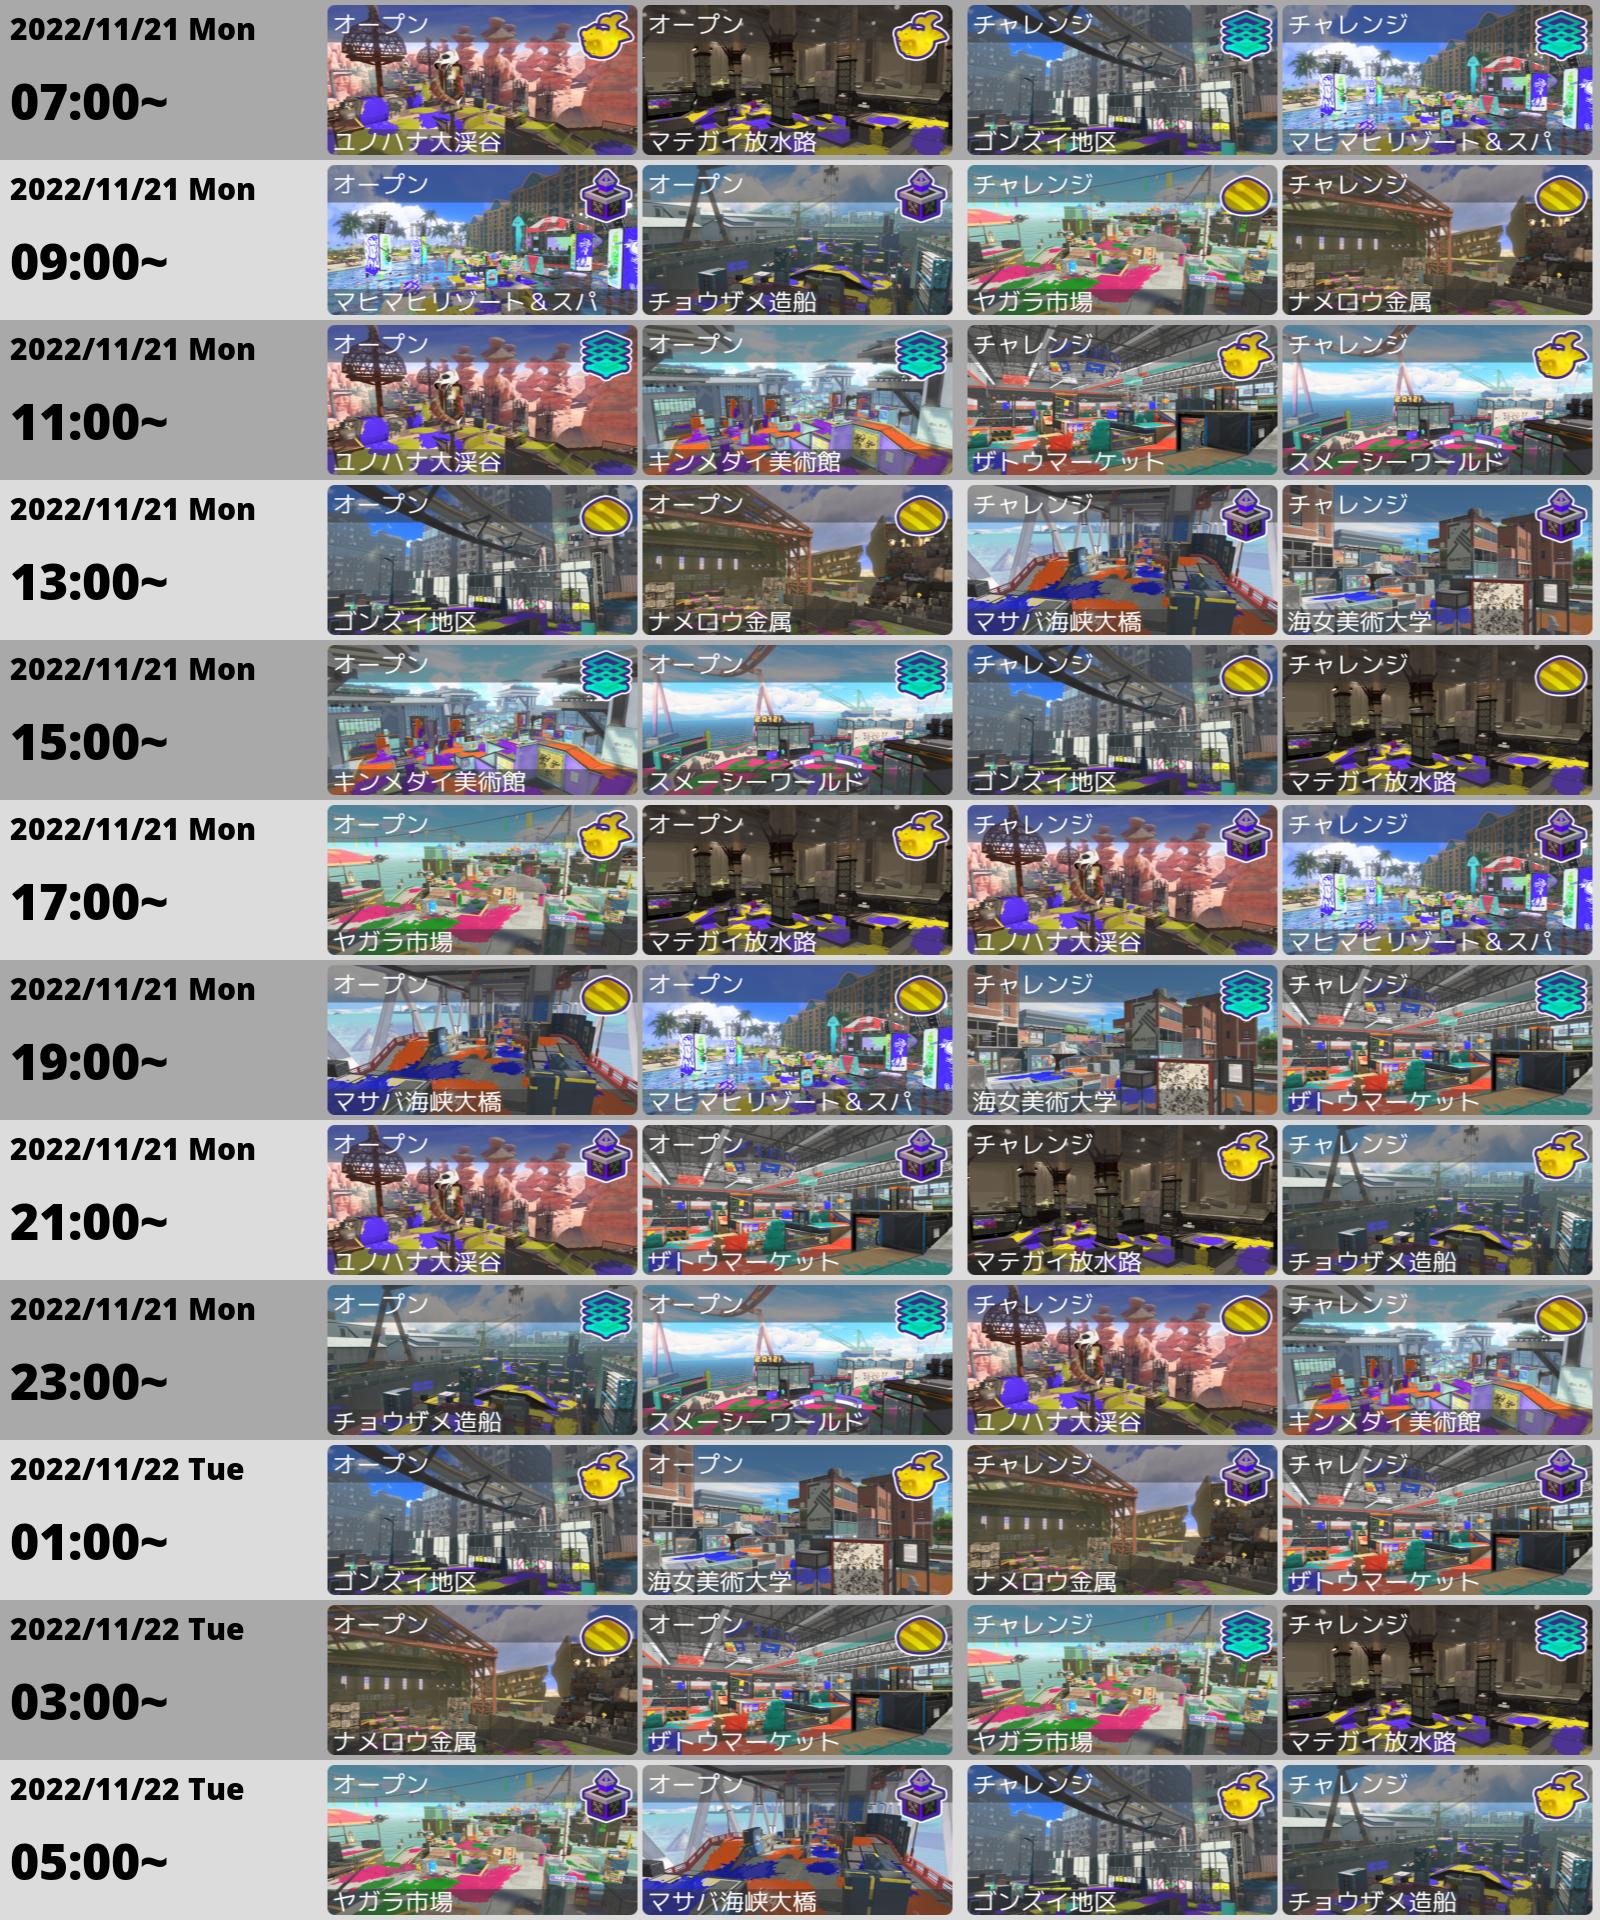 2022/11/21 Mon
07:00~
オープン
ユノハナ大渓谷
オープン
マテガイ放水路
チャレンジ
ゴンズイ地区
チャレンジ
マヒマヒリゾート＆スパ
2022/11/21 Mon
09:00~
オープン
マヒマヒリゾート＆スパ
オープン
チョウザメ造船
チャレンジ
ヤガラ市場
チャレンジ
ナメロウ金属
2022/11/21 Mon
11:00~
オープン
ユノハナ大渓谷
オープン
キンメダイ美術館
チャレンジ
ザトウマーケット
チャレンジ
スメーシーワールド
2022/11/21 Mon
13:00~
オープン
ゴンズイ地区
オープン
ナメロウ金属
チャレンジ
マサバ海峡大橋
チャレンジ
海女美術大学
2022/11/21 Mon
15:00~
オープン
キンメダイ美術館
オープン
スメーシーワールド
チャレンジ
ゴンズイ地区
チャレンジ
マテガイ放水路
2022/11/21 Mon
17:00~
オープン
ヤガラ市場
オープン
マテガイ放水路
チャレンジ
ユノハナ大渓谷
チャレンジ
マヒマヒリゾート＆スパ
2022/11/21 Mon
19:00~
オープン
マサバ海峡大橋
オープン
マヒマヒリゾート＆スパ
チャレンジ
海女美術大学
チャレンジ
ザトウマーケット
2022/11/21 Mon
21:00~
オープン
ユノハナ大渓谷
オープン
ザトウマーケット
チャレンジ
マテガイ放水路
チャレンジ
チョウザメ造船
2022/11/21 Mon
23:00~
オープン
チョウザメ造船
オープン
スメーシーワールド
チャレンジ
ユノハナ大渓谷
チャレンジ
キンメダイ美術館
2022/11/22 Tue
01:00~
オープン
ゴンズイ地区
オープン
海女美術大学
チャレンジ
ナメロウ金属
チャレンジ
ザトウマーケット
2022/11/22 Tue
03:00~
オープン
ナメロウ金属
オープン
ザトウマーケット
チャレンジ
ヤガラ市場
チャレンジ
マテガイ放水路
2022/11/22 Tue
05:00~
オープン
ヤガラ市場
オープン
マサバ海峡大橋
チャレンジ
ゴンズイ地区
チャレンジ
チョウザメ造船